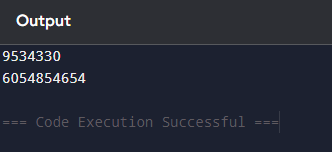 Output
9534330
6054854654
=== Code Execution Successful ===